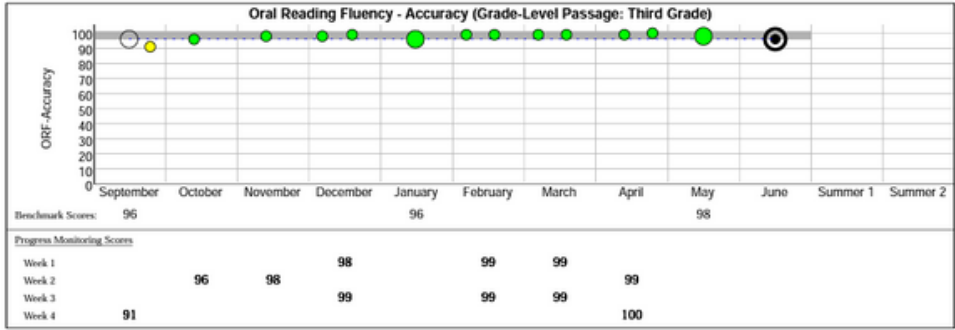 Oral Reading Fluency - Accuracy (Grade-Level Passage: Third Grade)
ORF-Accuracy
100
90
80
70
60
50
40
30
20
10
0
September October November December January February March April May June Summer 1 Summer 2
Benchmark Scores: 96 96 98
Progress Monitoring Scores
Week 1 98 99 99
Week 2 96 98 99
Week 3 99 99 99
Week 4 91 100